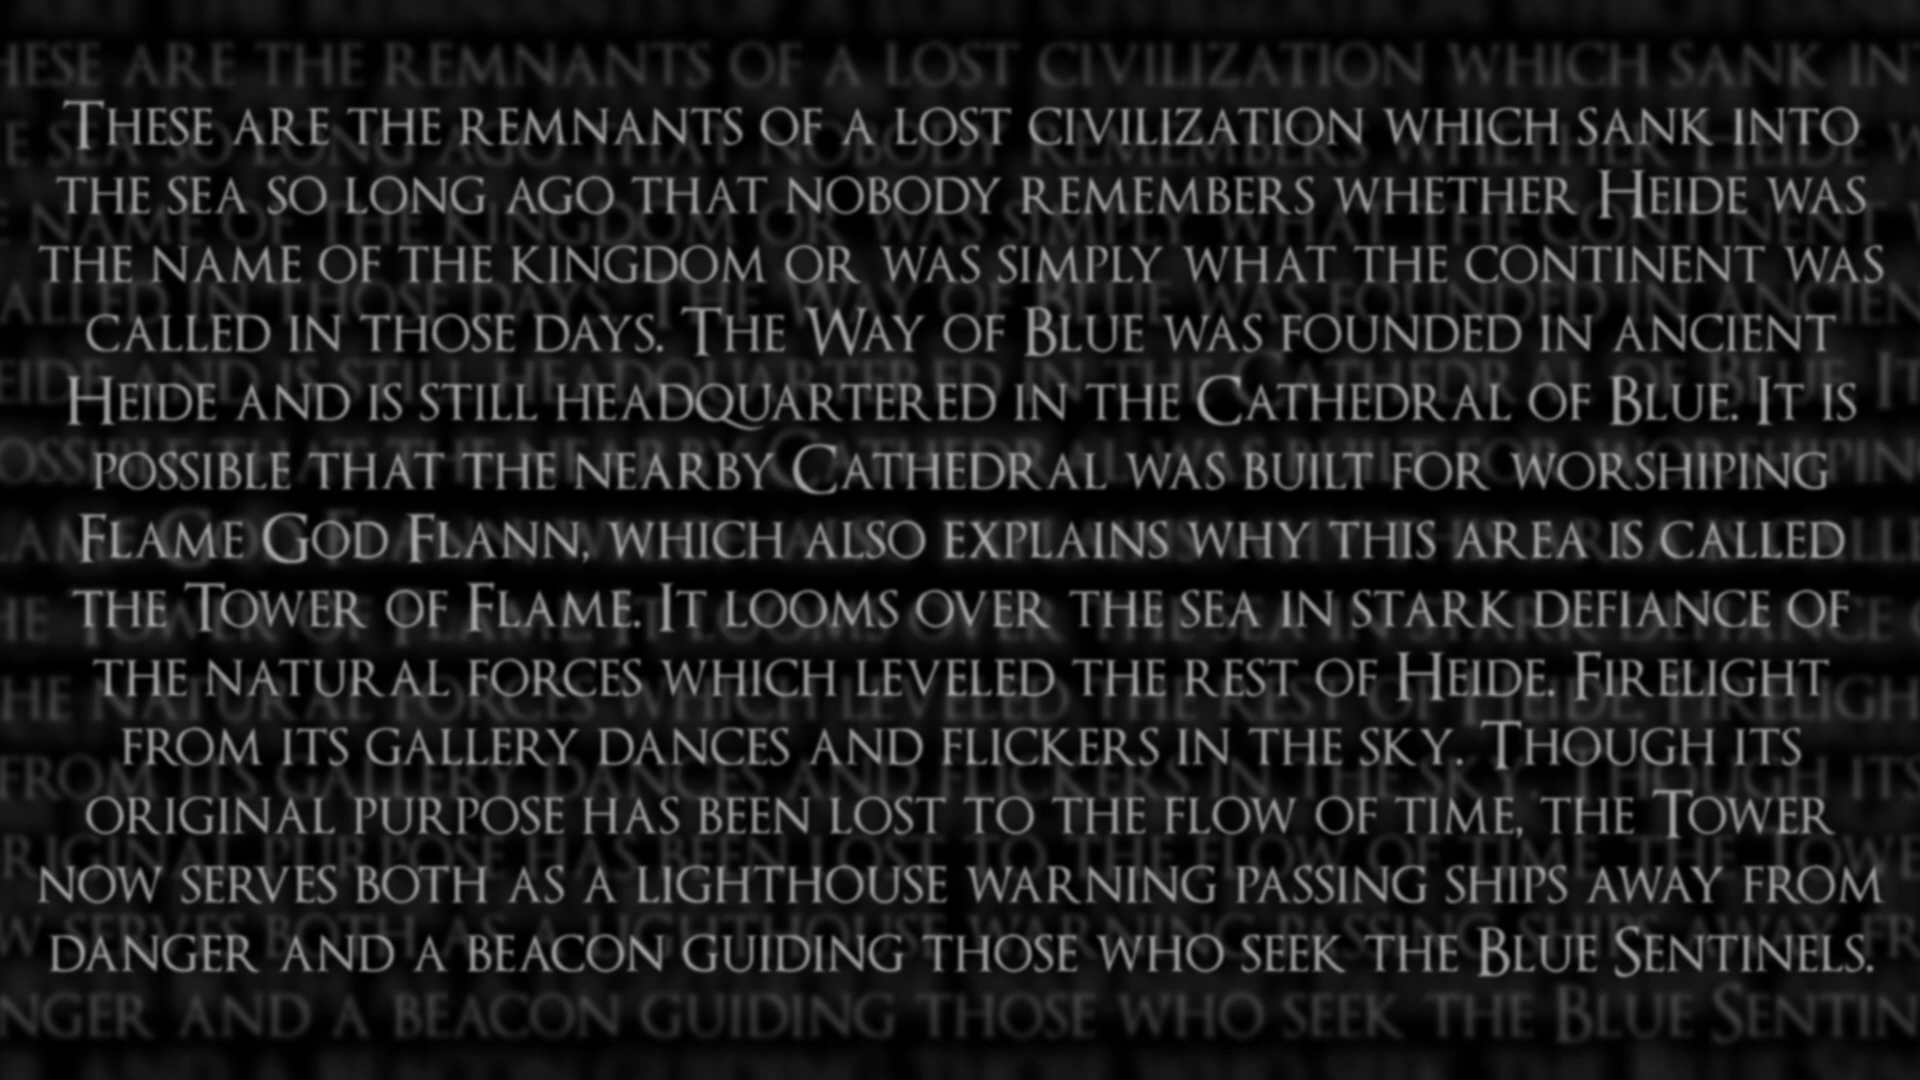 These are the remnants of a lost civilization which sank into
the sea so long ago that nobody remembers whether Heide was
the name of the kingdom or was simply what the continent was
called in those days. The Way of Blue was founded in ancient
Heide and is still headquartered in the Cathedral of Blue. It is
possible that the nearby Cathedral was built for worshiping
Flame God Flann, which also explains why this area is called
the Tower of Flame. It looms over the sea in stark defiance of
the natural forces which leveled the rest of Heide. Firelight
from its gallery dances and flickers in the sky. Though its
original purpose has been lost to the flow of time, the Tower
now serves both as a lighthouse warning passing ships away from
danger and a beacon guiding those who seek the Blue Sentinels.